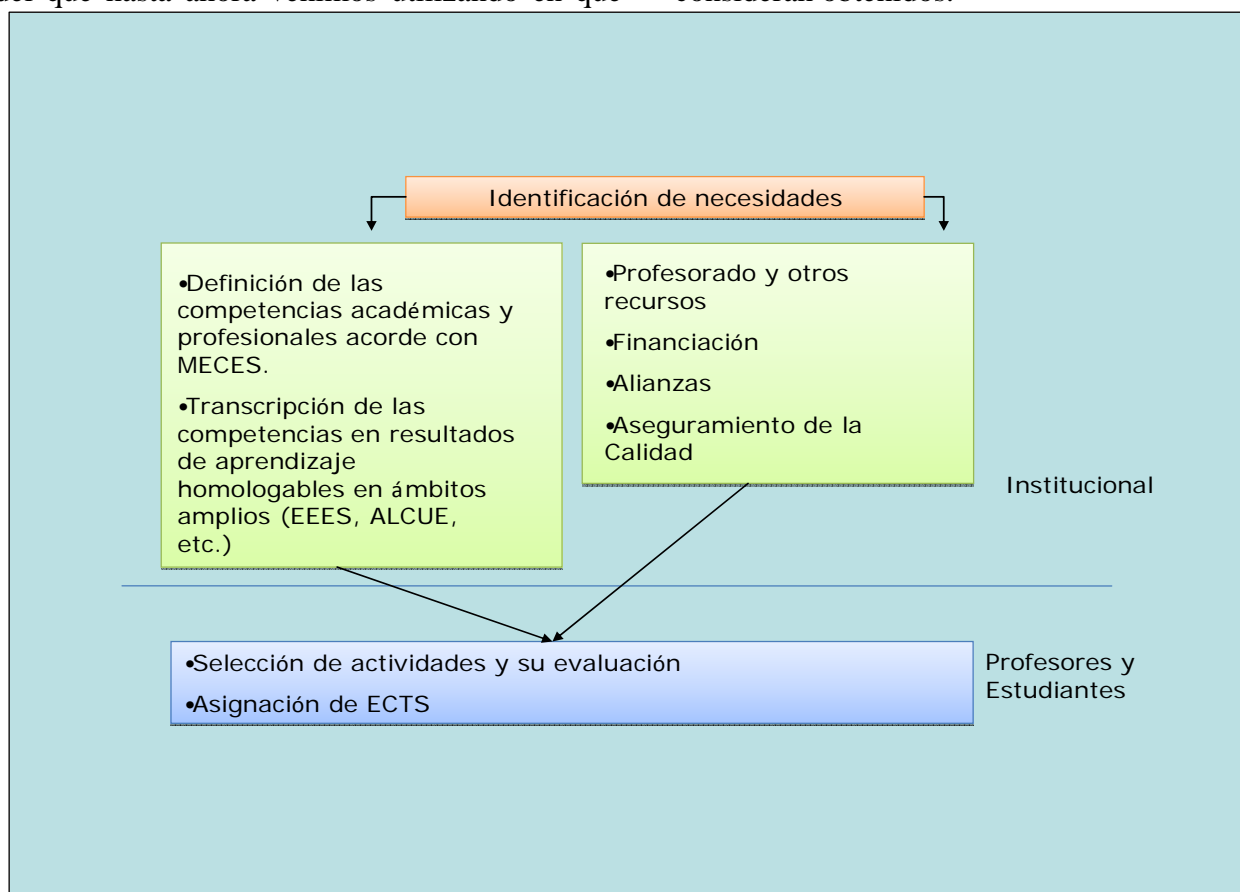 der que hasta ahora venimos utilizando en que
consideran obtenidos.
Identificación de necesidades
•Definición de las
competencias académicas y
profesionales acorde con
MECES.
•Transcripción de las
competencias en resultados
de aprendizaje
homologables en ámbitos
amplios (EEES, ALCUE,
etc.)
•Profesorado y otros
recursos
•Financiación
•Alianzas
•Aseguramiento de la
Calidad
Institucional
•Selección de actividades y su evaluación
•Asignación de ECTS
Profesores y
Estudiantes